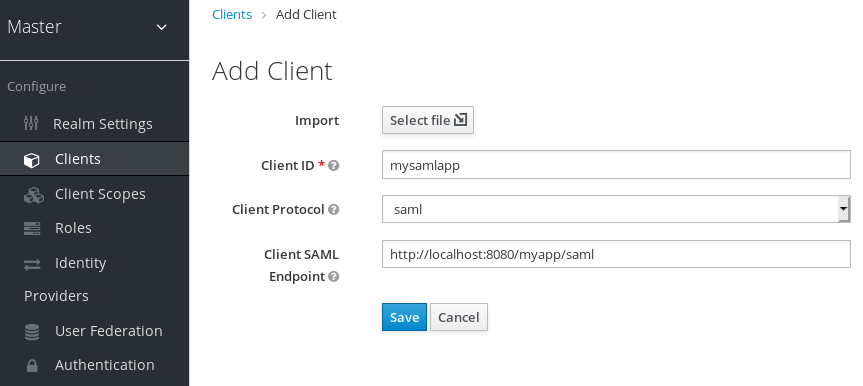 Master
Configure
Realm Settings
Clients
Client Scopes
Roles
Identity
Providers
User Federation
Authentication
Clients > Add Client
Add Client
Import Select file
Client ID * mysamlapp
Client Protocol saml
Client SAML
Endpoint
http://localhost:8080/myapp/saml
Save Cancel